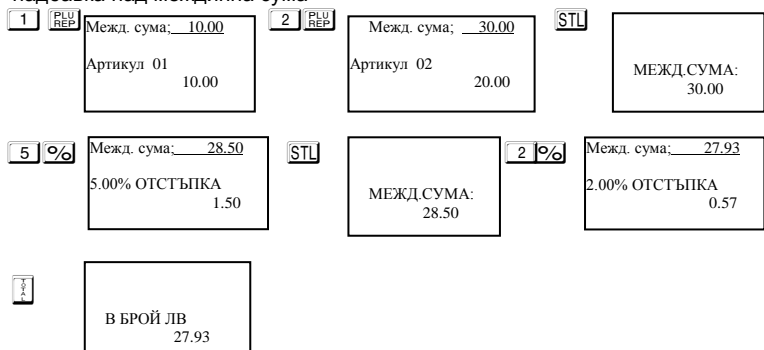 надбавка над междинна сума
1 PLU REP
Межд. сума; 10.00
Артикул 01
10.00
2 PLU REP
Межд. сума; 30.00
Артикул 02
20.00
STL
МЕЖД.СУМА:
30.00
5 %
Межд. сума; 28.50
5.00% ОТСТЪПКА
1.50
STL
МЕЖД.СУМА:
28.50
2 %
Межд. сума; 27.93
2.00% ОТСТЪПКА
0.57
TOTAL
В БРОЙ ЛВ
27.93